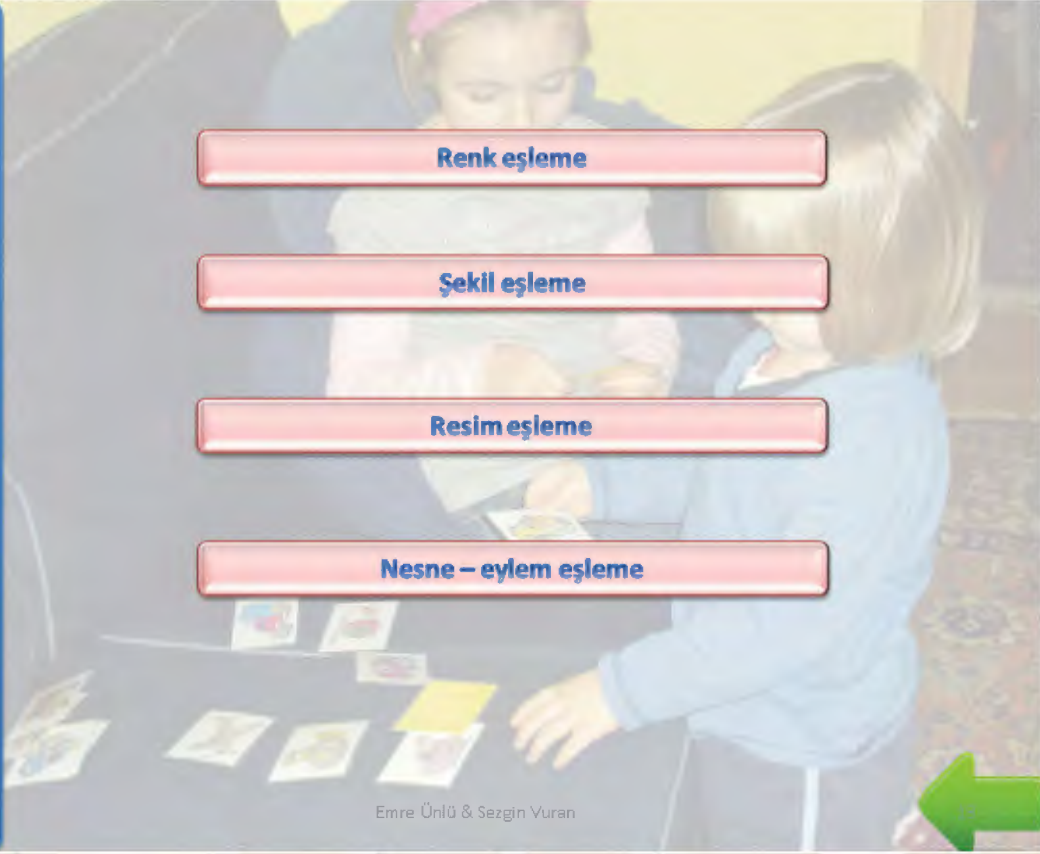 Renk eşleme
Şekil eşleme
Resim eşleme
Nesne – eylem eşleme
Emre Ünlü & Sezgin Vuran